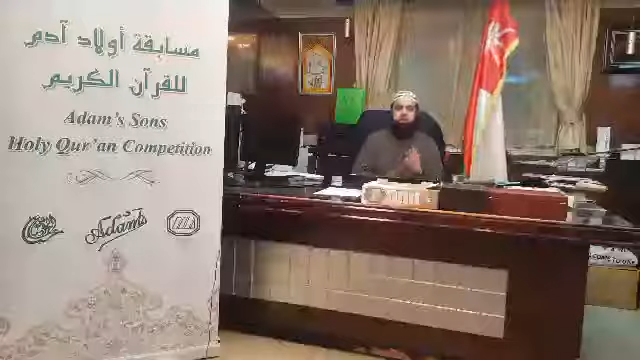 مسابقة أولاد آدم
للقرآن الكريم
Adam's Sons
Holy Qur'an Competition
Adams